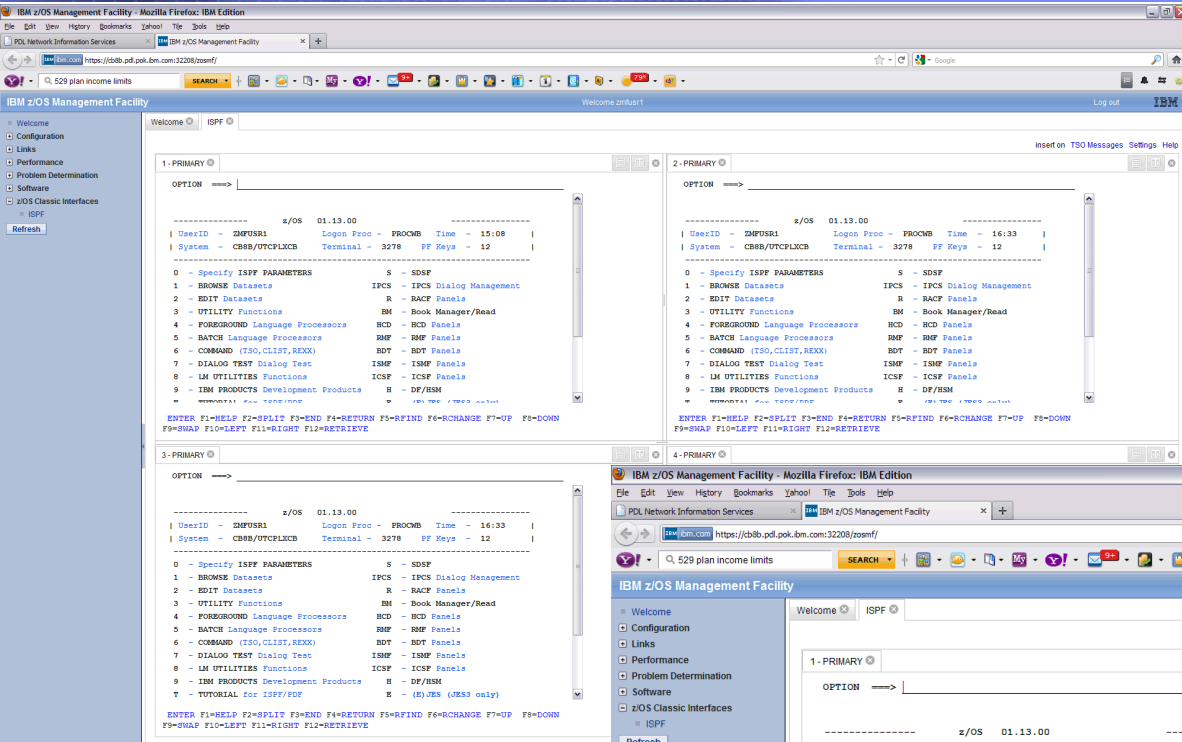 IBM z/OS Management Facility - Mozilla Firefox: IBM Edition
File Edit View History Bookmarks Yahoo! Tools Help
PDL Network Information Services IBM z/OS Management Facility
ibm.com https://cb8b.pdl.pok.ibm.com:32208/zosmf/ Google
529 plan income limits SEARCH My 9+ 79°
IBM z/OS Management Facility Welcome zmfusr1 Log out IBM
Welcome
Configuration
Links
Performance
Problem Determination
Software
z/OS Classic Interfaces
ISPF
Refresh
Welcome ISPF
insert on TSO Messages Settings Help
1 - PRIMARY
OPTION ===>
--------------- z/OS 01.13.00 ----------------
| UserID - ZMFUSR1 Logon Proc - PROCWB Time - 15:08 |
| System - CB8B/UTCPLXCB Terminal - 3278 PF Keys - 12 |
0 - Specify ISPF PARAMETERS S - SDSF
1 - BROWSE Datasets IPCS - IPCS Dialog Management
2 - EDIT Datasets R - RACF Panels
3 - UTILITY Functions BM - Book Manager/Read
4 - FOREGROUND Language Processors HCD - HCD Panels
5 - BATCH Language Processors RMF - RMF Panels
6 - COMMAND (TSO,CLIST,REXX) BDT - BDT Panels
7 - DIALOG TEST Dialog Test ISMF - ISMF Panels
8 - LM UTILITIES Functions ICSF - ICSF Panels
9 - IBM PRODUCTS Development Products H - DF/HSM
T - TUTORIAL for ISPF/PDF E - (E)JES (JES3 only)
ENTER F1=HELP F2=SPLIT F3=END F4=RETURN F5=RFIND F6=RCHANGE F7=UP F8=DOWN
F9=SWAP F10=LEFT F11=RIGHT F12=RETRIEVE
2 - PRIMARY
OPTION ===>
--------------- z/OS 01.13.00 ----------------
| UserID - ZMFUSR1 Logon Proc - PROCWB Time - 16:33 |
| System - CB8B/UTCPLXCB Terminal - 3278 PF Keys - 12 |
0 - Specify ISPF PARAMETERS S - SDSF
1 - BROWSE Datasets IPCS - IPCS Dialog Management
2 - EDIT Datasets R - RACF Panels
3 - UTILITY Functions BM - Book Manager/Read
4 - FOREGROUND Language Processors HCD - HCD Panels
5 - BATCH Language Processors RMF - RMF Panels
6 - COMMAND (TSO,CLIST,REXX) BDT - BDT Panels
7 - DIALOG TEST Dialog Test ISMF - ISMF Panels
8 - LM UTILITIES Functions ICSF - ICSF Panels
9 - IBM PRODUCTS Development Products H - DF/HSM
T - TUTORIAL for ISPF/PDF E - (E)JES (JES3 only)
ENTER F1=HELP F2=SPLIT F3=END F4=RETURN F5=RFIND F6=RCHANGE F7=UP F8=DOWN
F9=SWAP F10=LEFT F11=RIGHT F12=RETRIEVE
3 - PRIMARY
OPTION ===>
--------------- z/OS 01.13.00 ----------------
| UserID - ZMFUSR1 Logon Proc - PROCWB Time - 16:33 |
| System - CB8B/UTCPLXCB Terminal - 3278 PF Keys - 12 |
0 - Specify ISPF PARAMETERS S - SDSF
1 - BROWSE Datasets IPCS - IPCS Dialog Management
2 - EDIT Datasets R - RACF Panels
3 - UTILITY Functions BM - Book Manager/Read
4 - FOREGROUND Language Processors HCD - HCD Panels
5 - BATCH Language Processors RMF - RMF Panels
6 - COMMAND (TSO,CLIST,REXX) BDT - BDT Panels
7 - DIALOG TEST Dialog Test ISMF - ISMF Panels
8 - LM UTILITIES Functions ICSF - ICSF Panels
9 - IBM PRODUCTS Development Products H - DF/HSM
T - TUTORIAL for ISPF/PDF E - (E)JES (JES3 only)
ENTER F1=HELP F2=SPLIT F3=END F4=RETURN F5=RFIND F6=RCHANGE F7=UP F8=DOWN
F9=SWAP F10=LEFT F11=RIGHT F12=RETRIEVE
4 - PRIMARY
IBM z/OS Management Facility - Mozilla Firefox: IBM Edition
File Edit View History Bookmarks Yahoo! Tools Help
PDL Network Information Services IBM z/OS Management Facility
ibm.com https://cb8b.pdl.pok.ibm.com:32208/zosmf/
529 plan income limits SEARCH My 9+
IBM z/OS Management Facility
Welcome
Configuration
Links
Performance
Problem Determination
Software
z/OS Classic Interfaces
ISPF
Refresh
Welcome ISPF
1 - PRIMARY
OPTION ===>
--------------- z/OS 01.13.00 ---